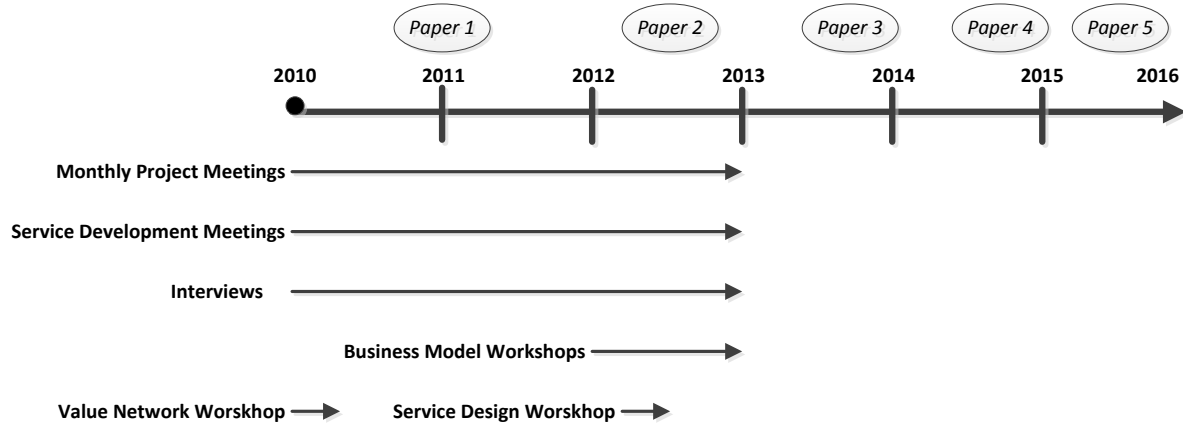 Paper 1 Paper 2 Paper 3 Paper 4 Paper 5
2010 2011 2012 2013 2014 2015 2016
Monthly Project Meetings
Service Development Meetings
Interviews
Business Model Workshops
Value Network Worskhop Service Design Worskhop